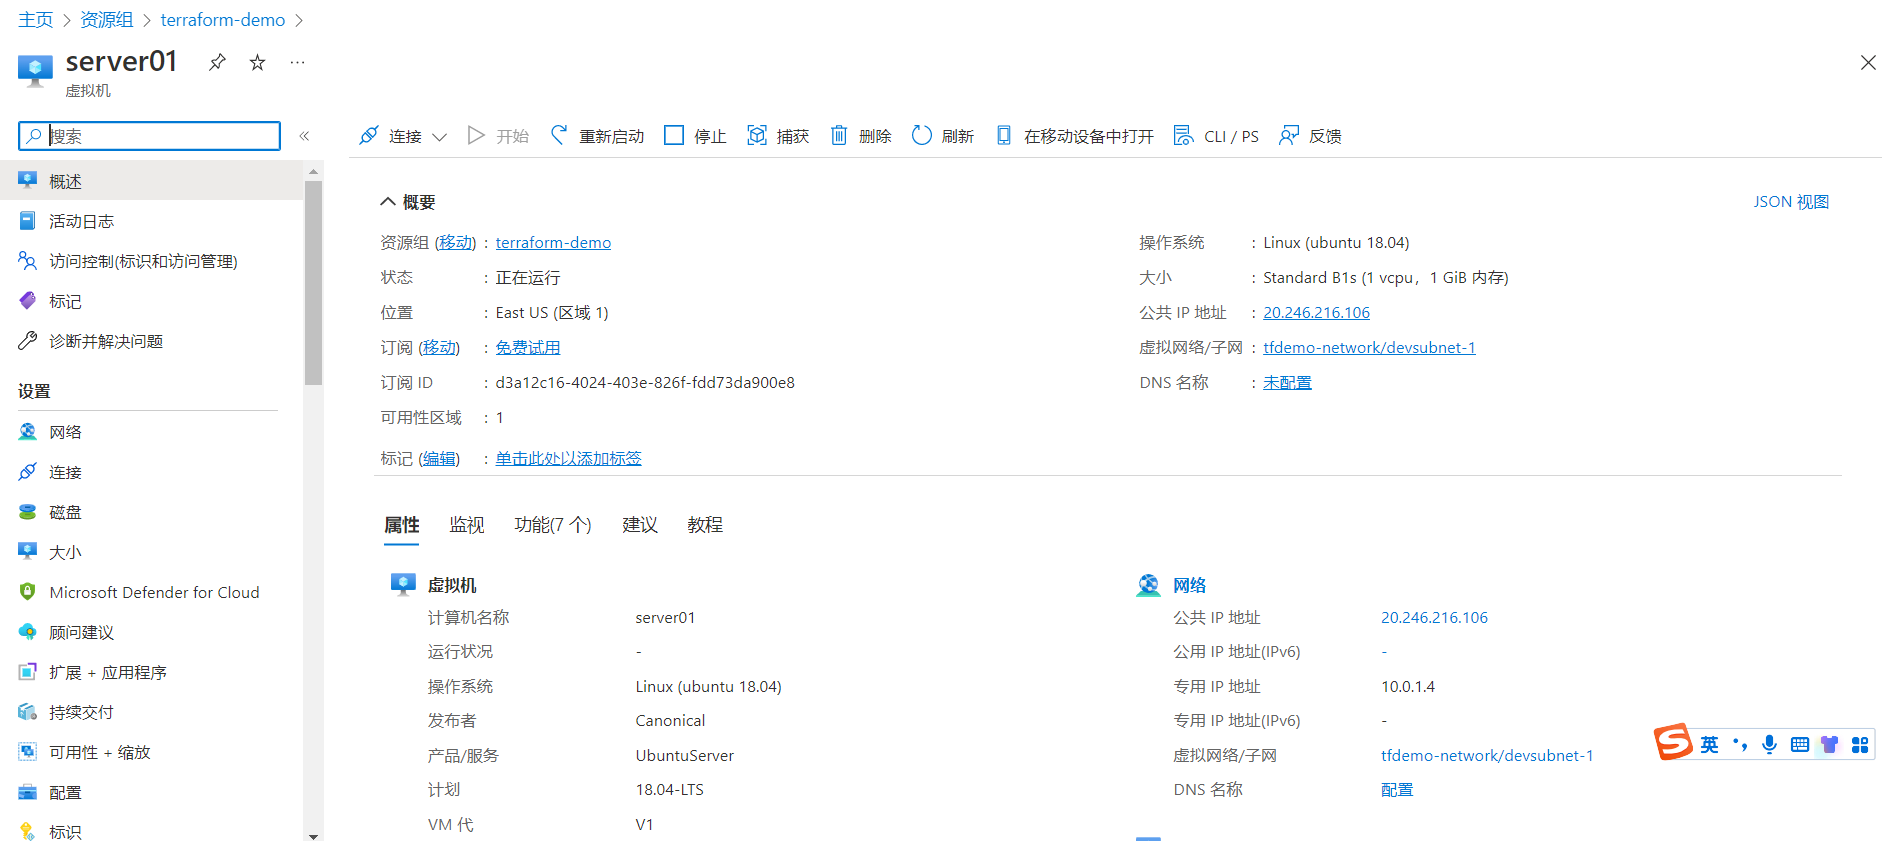 主页 > 资源组 > terraform-demo >
server01
虚拟机
搜索
连接 开始 重新启动 停止 捕获 删除 刷新 在移动设备中打开 CLI / PS 反馈
概述
活动日志
访问控制(标识和访问管理)
标记
诊断并解决问题
设置
网络
连接
磁盘
大小
Microsoft Defender for Cloud
顾问建议
扩展 + 应用程序
持续交付
可用性 + 缩放
配置
标识
概要 JSON 视图
资源组 (移动) : terraform-demo
状态 : 正在运行
位置 : East US (区域 1)
订阅 (移动) : 免费试用
订阅 ID : d3a12c16-4024-403e-826f-fdd73da900e8
可用性区域 : 1
标记 (编辑) : 单击此处以添加标签
操作系统 : Linux (ubuntu 18.04)
大小 : Standard B1s (1 vcpu，1 GiB 内存)
公共 IP 地址 : 20.246.216.106
虚拟网络/子网 : tfdemo-network/devsubnet-1
DNS 名称 : 未配置
属性 监视 功能(7 个) 建议 教程
虚拟机
计算机名称 server01
运行状况 -
操作系统 Linux (ubuntu 18.04)
发布者 Canonical
产品/服务 UbuntuServer
计划 18.04-LTS
VM 代 V1
网络
公共 IP 地址 20.246.216.106
公用 IP 地址(IPv6) -
专用 IP 地址 10.0.1.4
专用 IP 地址(IPv6) -
虚拟网络/子网 tfdemo-network/devsubnet-1
DNS 名称 配置
英